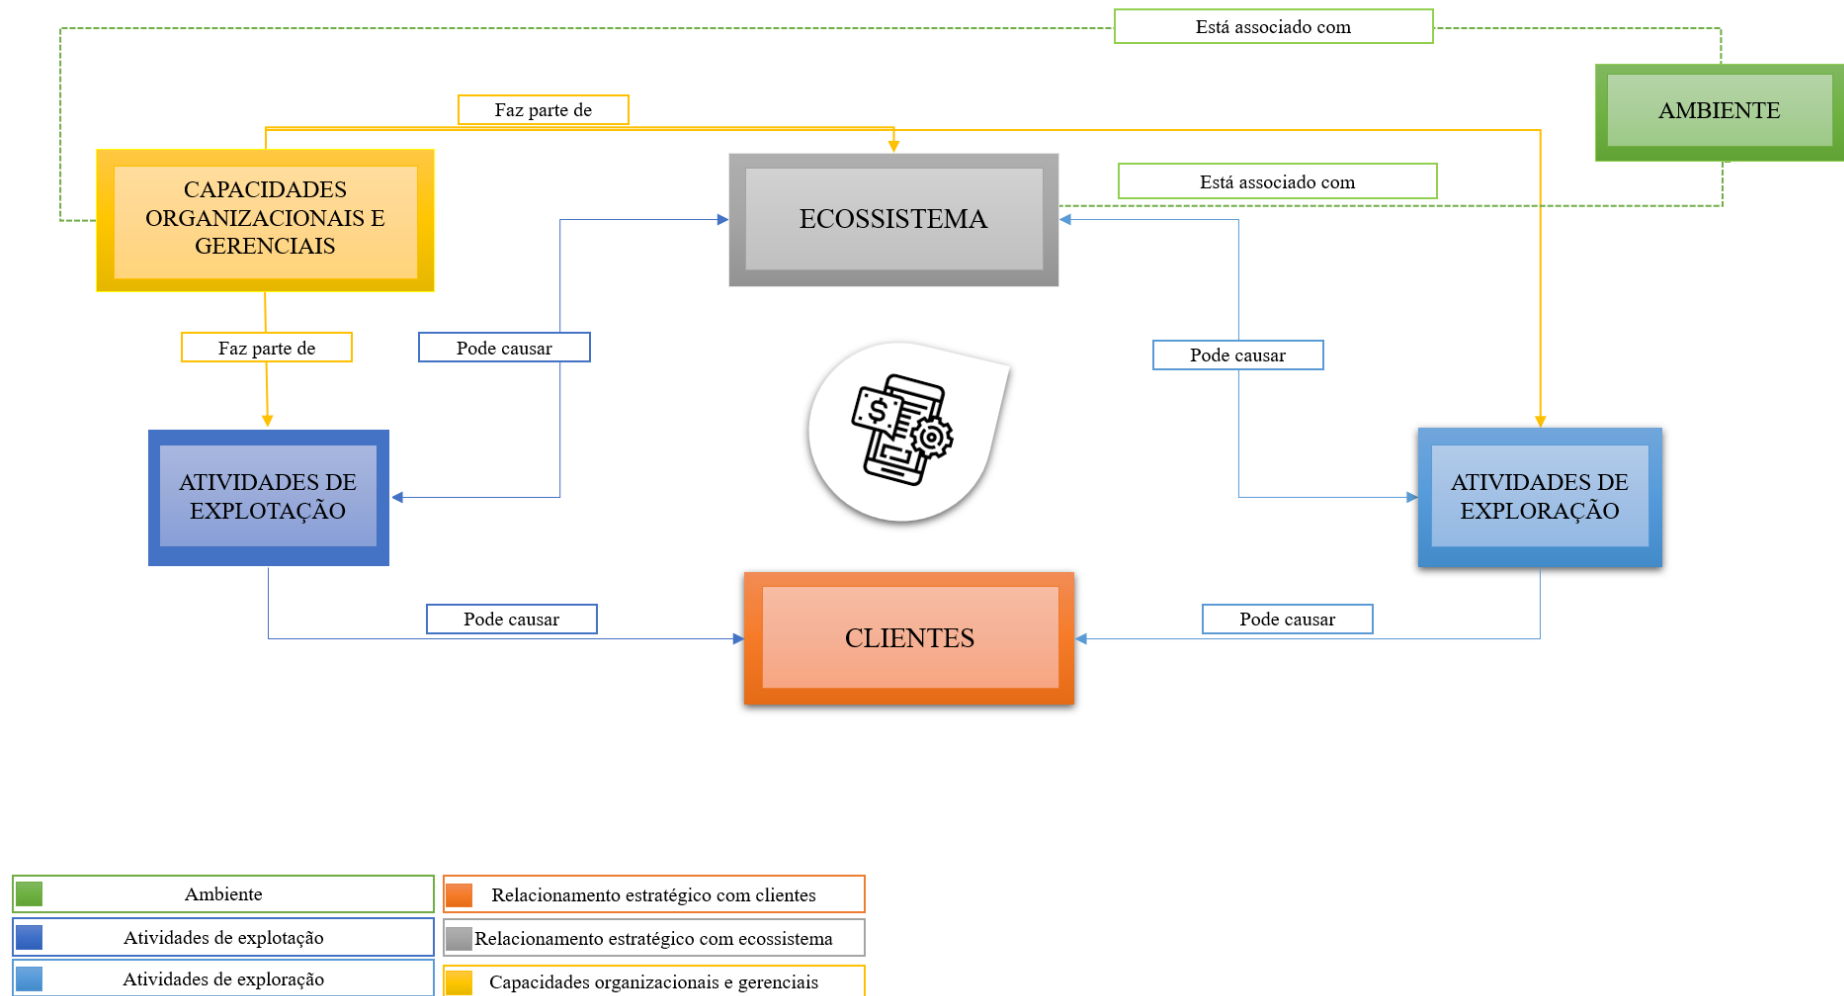 Está associado com
Faz parte de
AMBIENTE
CAPACIDADES
ORGANIZACIONAIS E
GERENCIAIS
ECOSSISTEMA
Está associado com
Faz parte de
Pode causar
Pode causar
$
ATIVIDADES DE
EXPLOTAÇÃO
ATIVIDADES DE
EXPLORAÇÃO
Pode causar
CLIENTES
Pode causar
Ambiente
Relacionamento estratégico com clientes
Atividades de explotação
Relacionamento estratégico com ecossistema
Atividades de exploração
Capacidades organizacionais e gerenciais